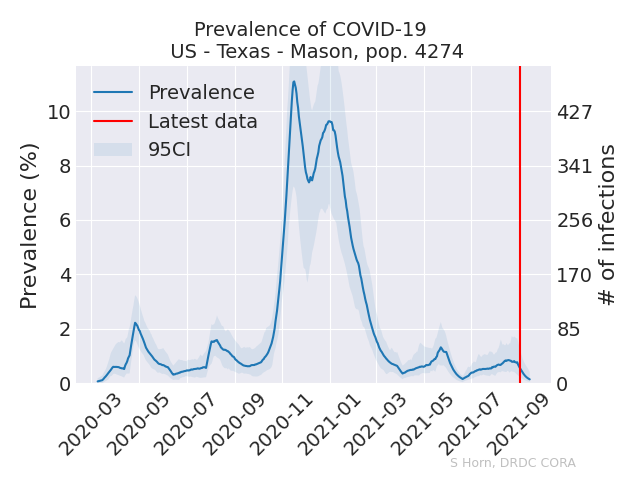 Prevalence of COVID-19
US - Texas - Mason, pop. 4274
Prevalence
Latest data
95CI
Prevalence (%)
10
8
6
4
2
0
# of infections
427
341
256
170
85
0
2020-03
2020-05
2020-07
2020-09
2020-11
2021-01
2021-03
2021-05
2021-07
2021-09
S Horn, DRDC CORA